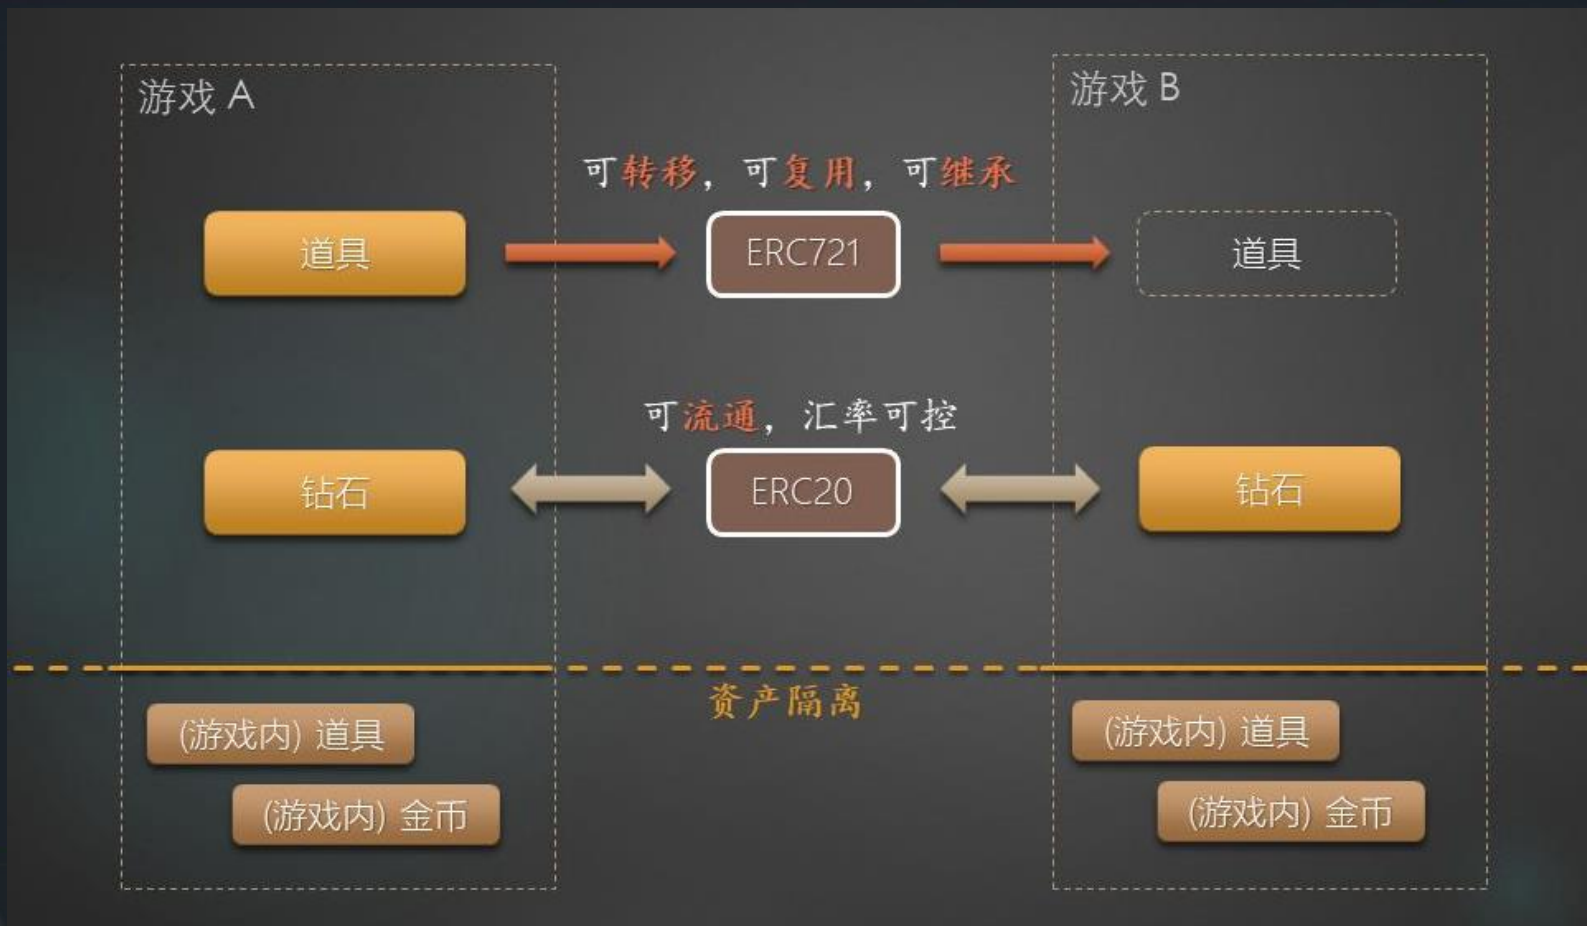 游戏 A
游戏 B
可转移，可复用，可继承
道具
ERC721
道具
可流通，汇率可控
钻石
ERC20
钻石
资产隔离
(游戏内) 道具
(游戏内) 道具
(游戏内) 金币
(游戏内) 金币